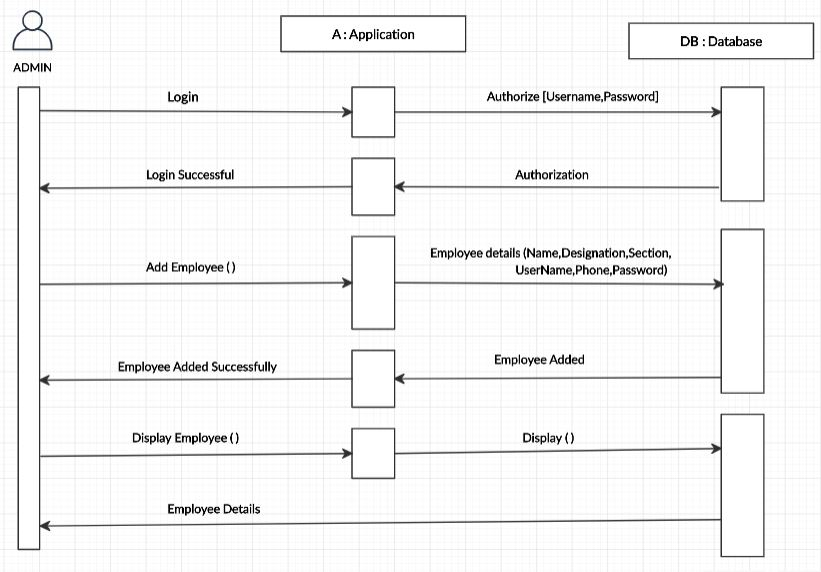 A : Application
DB : Database
ADMIN
Login
Authorize [Username,Password]
Login Successful
Authorization
Add Employee ( )
Employee details (Name,Designation,Section,
UserName,Phone,Password)
Employee Added Successfully
Employee Added
Display Employee ( )
Display ( )
Employee Details